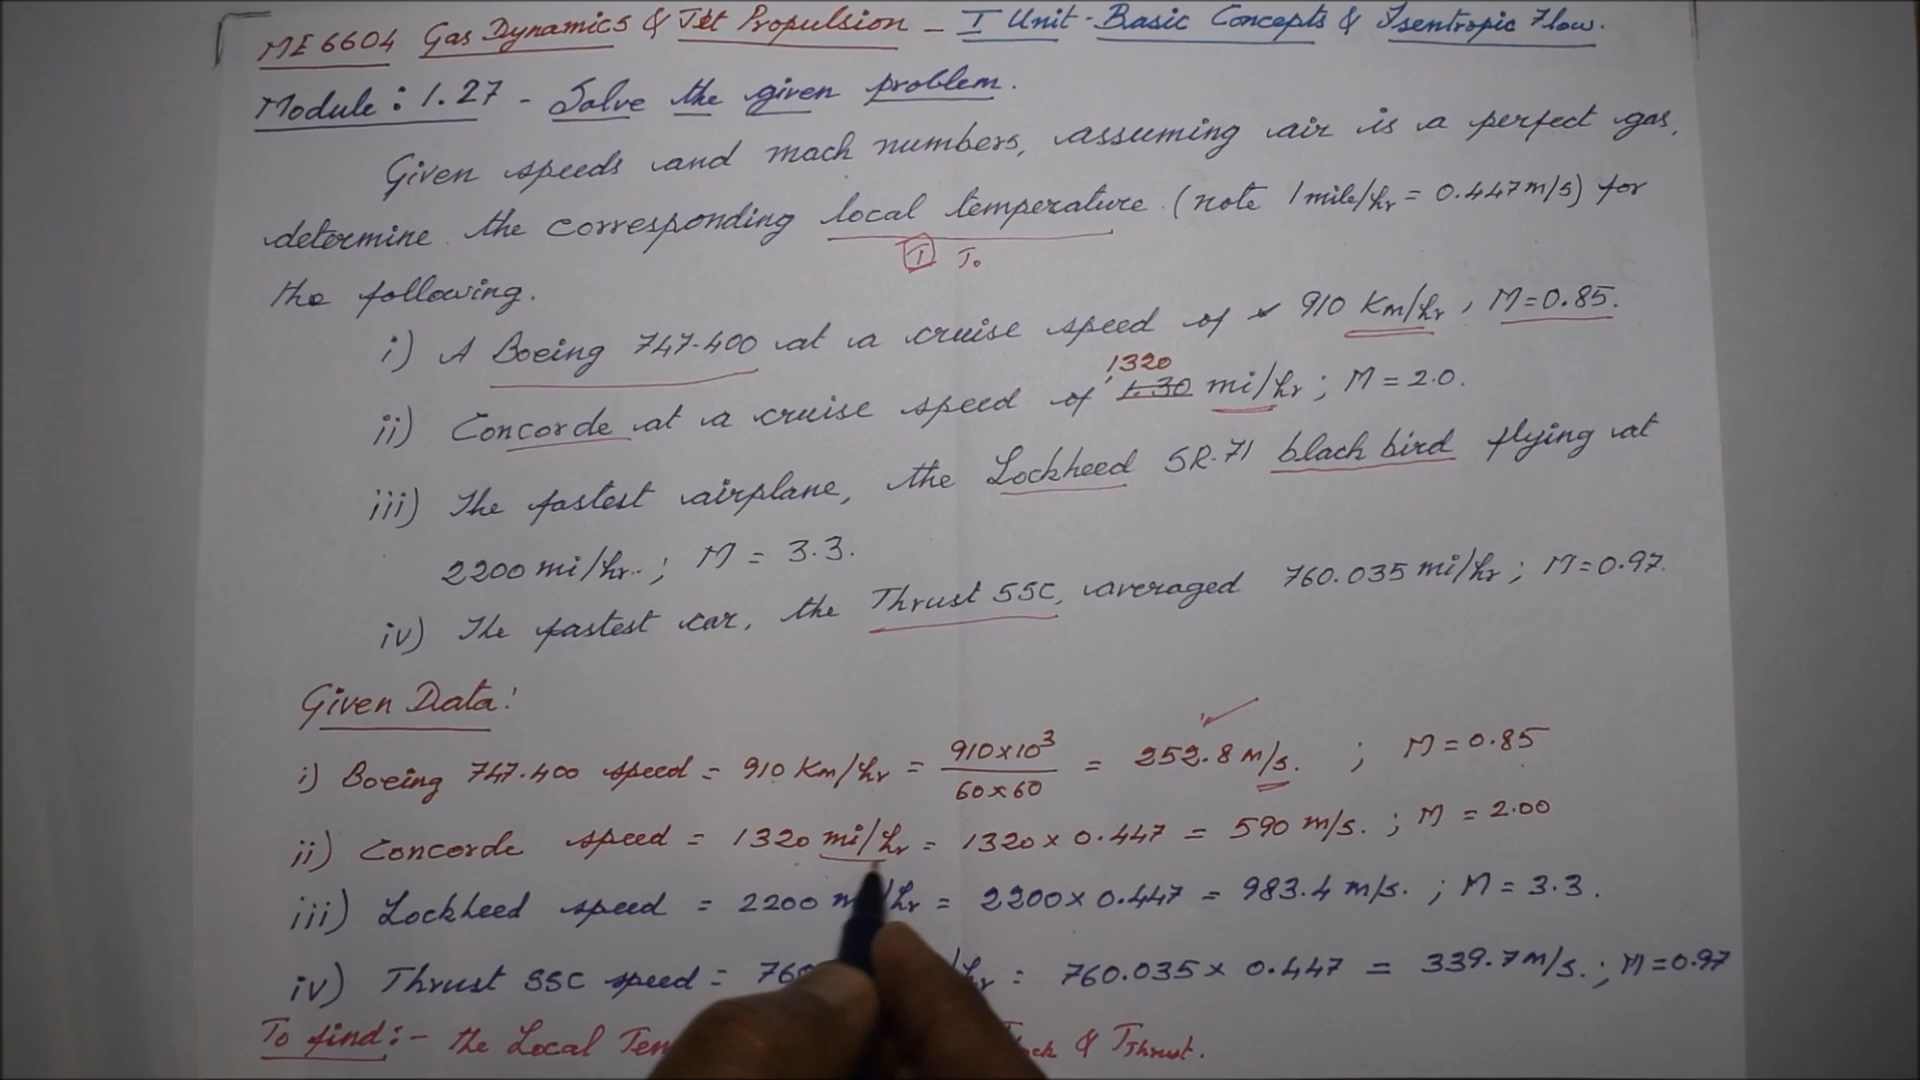 ME6604 Gas Dynamics & Jet Propulsion - I Unit - Basic Concepts & Isentropic Flow.
Module: 1.27 - Solve the given problem.
Given speeds and mach numbers, assuming air is a perfect gas,
determine the corresponding local temperature (note 1 mile/hr = 0.447 m/s) for
T To
the following.
i) A Boeing 747-400 at a cruise speed of 910 Km/hr, M=0.85.
1320
ii) Concorde at a cruise speed of 1.30 mi/hr; M = 2.0.
iii) The fastest airplane, the Lockheed SR-71 black bird flying at
2200 mi/hr.; M = 3.3.
iv) The fastest car, the Thrust SSC, averaged 760.035 mi/hr; M=0.97.
Given Data:
i) Boeing 747.400 speed = 910 Km/hr = 910×10³ / 60×60 = 252.8 m/s. ; M=0.85
ii) Concorde speed = 1320 mi/hr = 1320 × 0.447 = 590 m/s. ; M = 2.00
iii) Lockheed speed = 2200 m /hr = 2200 × 0.447 = 983.4 m/s. ; M = 3.3.
iv) Thrust SSC speed = 760 hr = 760.035 × 0.447 = 339.7 m/s. ; M=0.97
To find:- the Local Tem & Thrust.